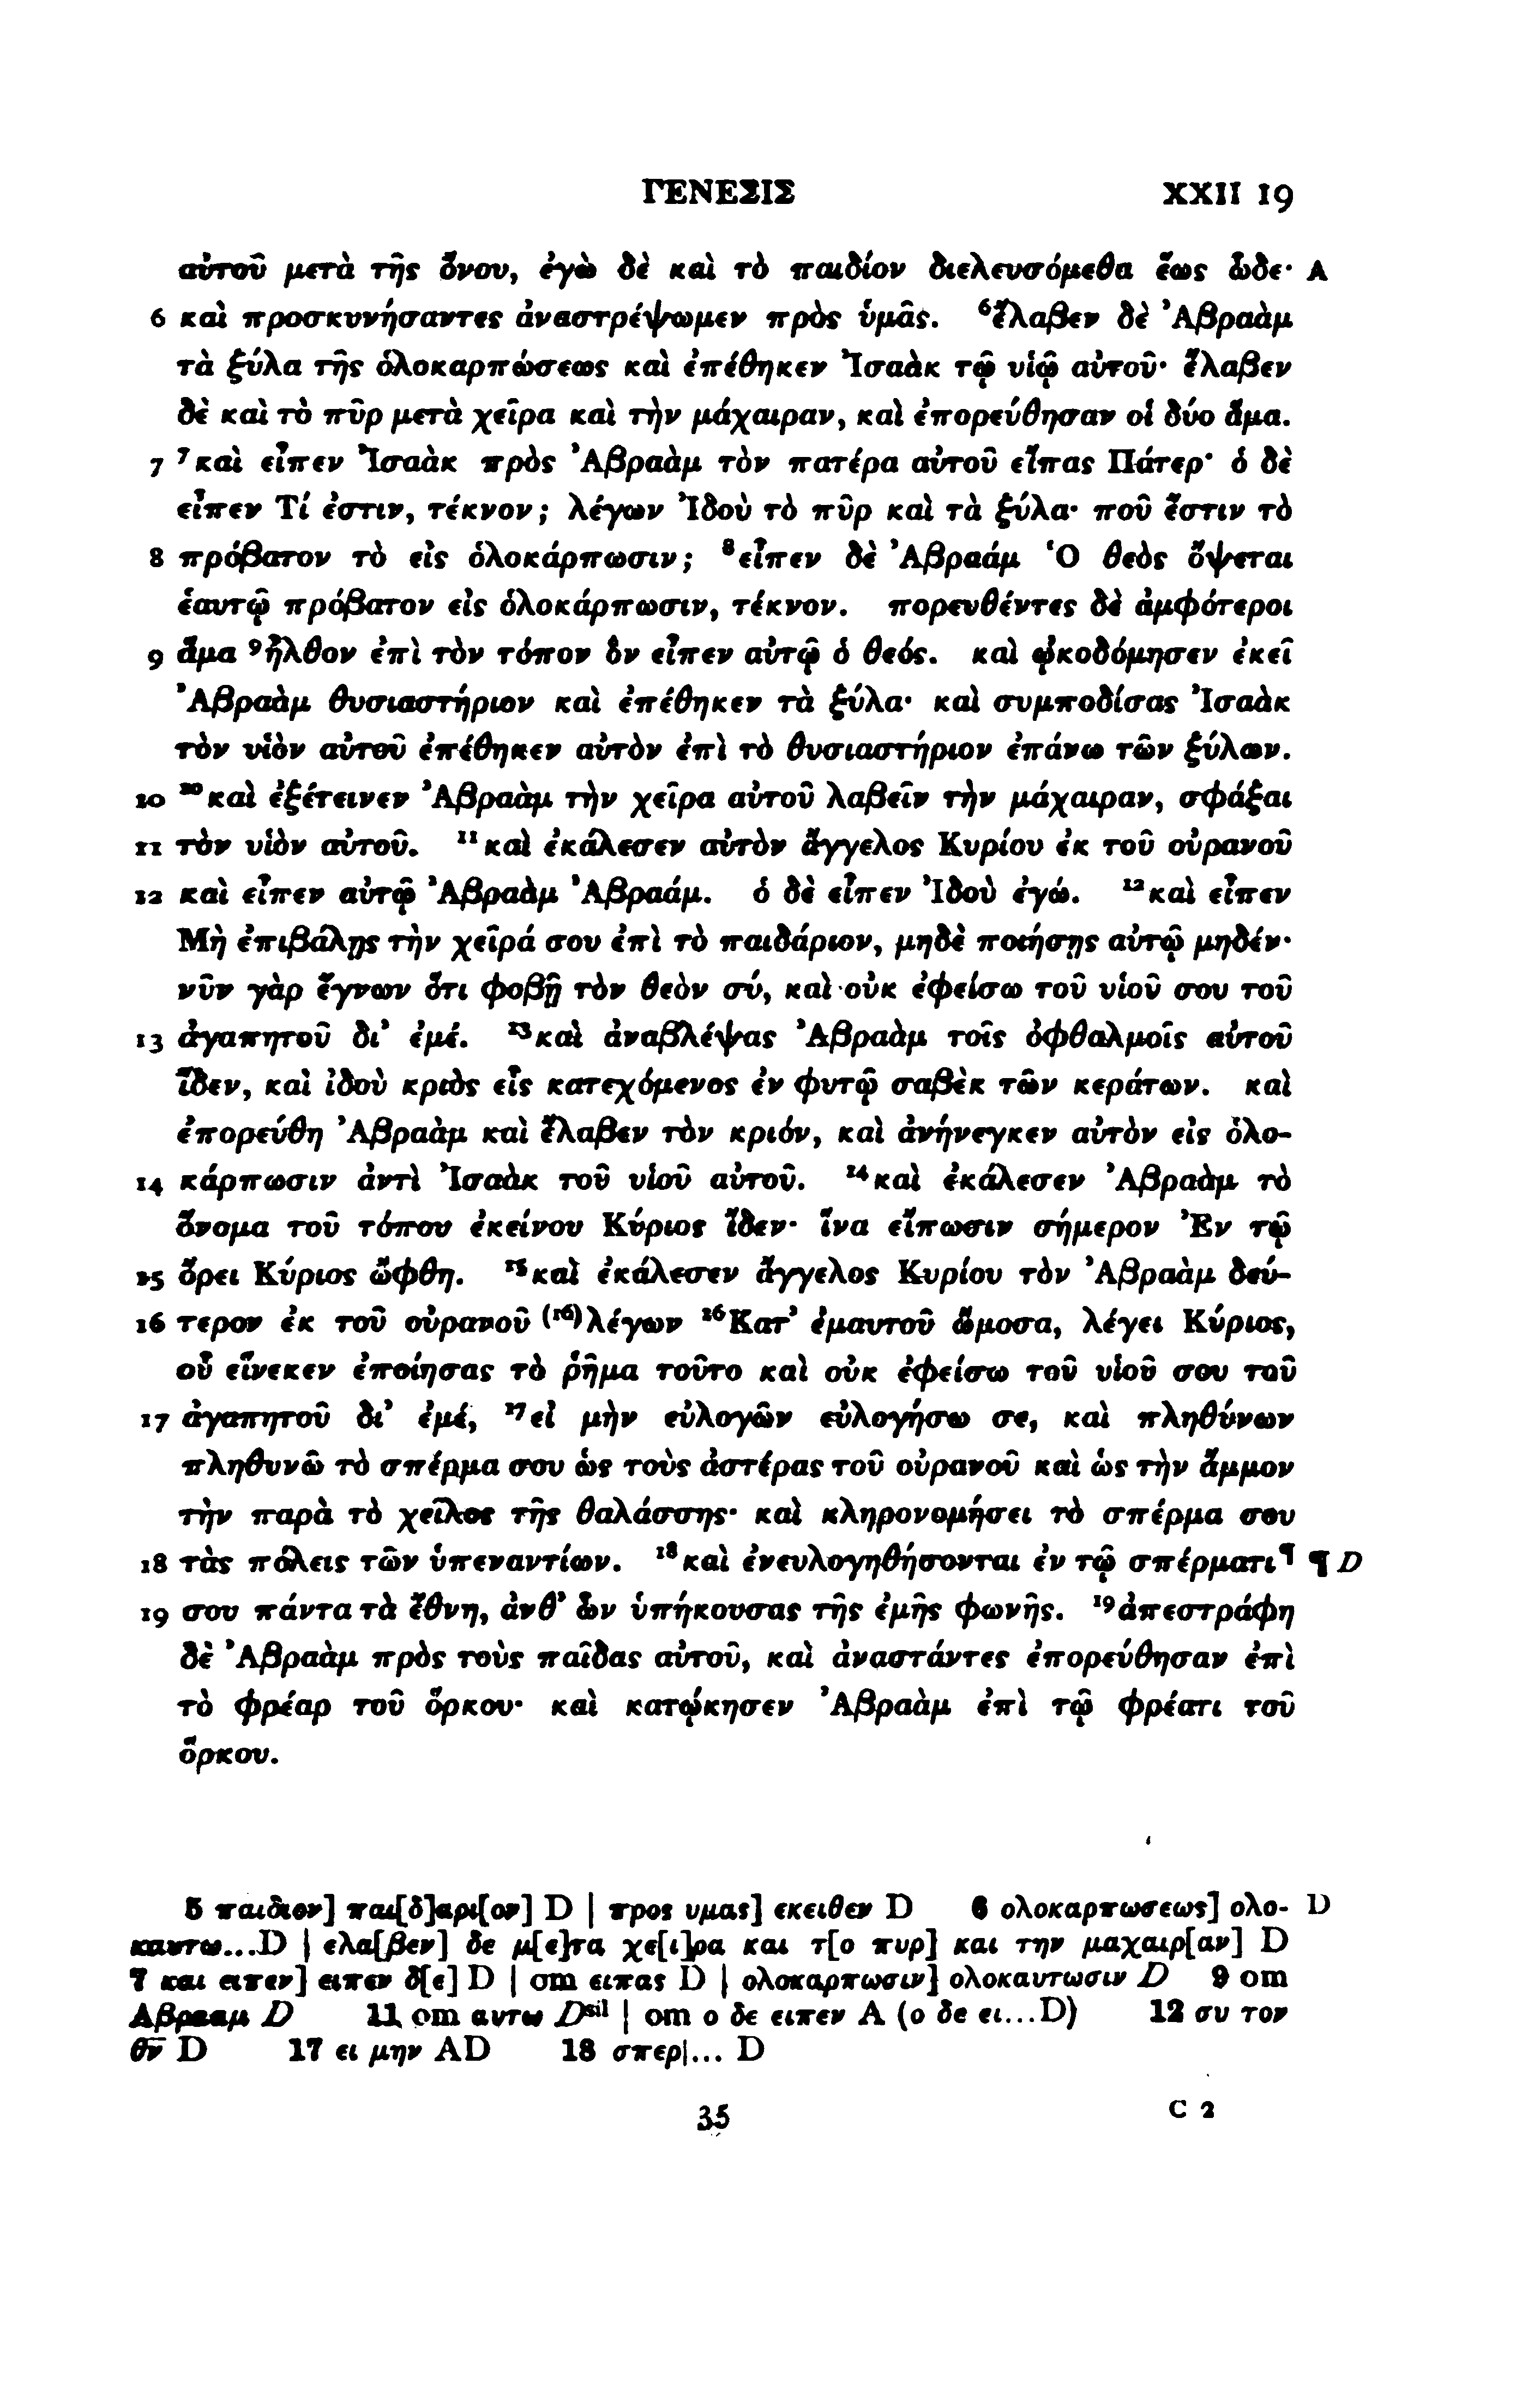 ΓΕΝΕΣΙΣ XXII 19
αὐτοῦ μετὰ τῆς ὄνου, ἐγὼ δὲ καὶ τὸ παιδίον διελευσόμεθα ἕως ὧδε· A
6 καὶ προσκυνήσαντες ἀναστρέψωμεν πρὸς ὑμᾶς. ⁶ἔλαβεν δὲ Ἀβραὰμ
τὰ ξύλα τῆς ὁλοκαρπώσεως καὶ ἐπέθηκεν Ἰσαὰκ τῷ υἱῷ αὐτοῦ· ἔλαβεν
δὲ καὶ τὸ πῦρ μετὰ χεῖρα καὶ τὴν μάχαιραν, καὶ ἐπορεύθησαν οἱ δύο ἅμα.
7 ⁷καὶ εἶπεν Ἰσαὰκ πρὸς Ἀβραὰμ τὸν πατέρα αὐτοῦ εἴπας Πάτερ· ὁ δὲ
εἶπεν Τί ἐστιν, τέκνον; λέγων Ἰδοὺ τὸ πῦρ καὶ τὰ ξύλα· ποῦ ἔστιν τὸ
8 πρόβατον τὸ εἰς ὁλοκάρπωσιν; ⁸εἶπεν δὲ Ἀβραάμ Ὁ θεὸς ὄψεται
ἑαυτῷ πρόβατον εἰς ὁλοκάρπωσιν, τέκνον. πορευθέντες δὲ ἀμφότεροι
9 ἅμα ⁹ἦλθον ἐπὶ τὸν τόπον ὃν εἶπεν αὐτῷ ὁ θεός. καὶ ᾠκοδόμησεν ἐκεῖ
Ἀβραὰμ θυσιαστήριον καὶ ἐπέθηκεν τὰ ξύλα· καὶ συμποδίσας Ἰσαὰκ
τὸν υἱὸν αὐτοῦ ἐπέθηκεν αὐτὸν ἐπὶ τὸ θυσιαστήριον ἐπάνω τῶν ξύλων.
10 ¹⁰καὶ ἐξέτεινεν Ἀβραὰμ τὴν χεῖρα αὐτοῦ λαβεῖν τὴν μάχαιραν, σφάξαι
11 τὸν υἱὸν αὐτοῦ. ¹¹καὶ ἐκάλεσεν αὐτὸν ἄγγελος Κυρίου ἐκ τοῦ οὐρανοῦ
12 καὶ εἶπεν αὐτῷ Ἀβραὰμ Ἀβραάμ. ὁ δὲ εἶπεν Ἰδοὺ ἐγώ. ¹²καὶ εἶπεν
Μὴ ἐπιβάλῃς τὴν χεῖρά σου ἐπὶ τὸ παιδάριον, μηδὲ ποιήσῃς αὐτῷ μηδέν·
νῦν γὰρ ἔγνων ὅτι φοβῇ τὸν θεὸν σύ, καὶ οὐκ ἐφείσω τοῦ υἱοῦ σου τοῦ
13 ἀγαπητοῦ δι’ ἐμέ. ¹³καὶ ἀναβλέψας Ἀβραὰμ τοῖς ὀφθαλμοῖς αὐτοῦ
ἴδεν, καὶ ἰδοὺ κριὸς εἷς κατεχόμενος ἐν φυτῷ σαβὲκ τῶν κεράτων. καὶ
ἐπορεύθη Ἀβραὰμ καὶ ἔλαβεν τὸν κριόν, καὶ ἀνήνεγκεν αὐτὸν εἰς ὁλο-
14 κάρπωσιν ἀντὶ Ἰσαὰκ τοῦ υἱοῦ αὐτοῦ. ¹⁴καὶ ἐκάλεσεν Ἀβραὰμ τὸ
ὄνομα τοῦ τόπου ἐκείνου Κύριος ἴδεν· ἵνα εἴπωσιν σήμερον Ἐν τῷ
15 ὄρει Κύριος ὤφθη. ¹⁵καὶ ἐκάλεσεν ἄγγελος Κυρίου τὸν Ἀβραὰμ δεύ-
16 τερον ἐκ τοῦ οὐρανοῦ (¹⁶)λέγων ¹⁶Κατ’ ἐμαυτοῦ ὤμοσα, λέγει Κύριος,
οὗ εἵνεκεν ἐποίησας τὸ ῥῆμα τοῦτο καὶ οὐκ ἐφείσω τοῦ υἱοῦ σου τοῦ
17 ἀγαπητοῦ δι’ ἐμέ, ¹⁷εἰ μὴν εὐλογῶν εὐλογήσω σε, καὶ πληθύνων
πληθυνῶ τὸ σπέρμα σου ὡς τοὺς ἀστέρας τοῦ οὐρανοῦ καὶ ὡς τὴν ἄμμον
τὴν παρὰ τὸ χεῖλος τῆς θαλάσσης· καὶ κληρονομήσει τὸ σπέρμα σου
18 τὰς πόλεις τῶν ὑπεναντίων. ¹⁸καὶ ἐνευλογηθήσονται ἐν τῷ σπέρματι¶ ¶ D
19 σου πάντα τὰ ἔθνη, ἀνθ’ ὧν ὑπήκουσας τῆς ἐμῆς φωνῆς. ¹⁹ἀπεστράφη
δὲ Ἀβραὰμ πρὸς τοὺς παῖδας αὐτοῦ, καὶ ἀναστάντες ἐπορεύθησαν ἐπὶ
τὸ φρέαρ τοῦ ὅρκου· καὶ κατῴκησεν Ἀβραὰμ ἐπὶ τῷ φρέατι τοῦ
ὅρκου.
5 παιδιον] παι[δ]αρι[ον] D | προς υμας] εκειθεν D 6 ολοκαρπωσεως] ολο- D
καυτω...D | ελα[βεν] δε μ[ε]τα χε[ι]ρα και τ[ο πυρ] και την μαχαιρ[αν] D
7 και ειπεν] ειπεν δ[ε] D | om ειπας D | ολοκαρπωσιν] ολοκαυτωσιν D 9 om
Αβρααμ D 11 om αυτω Dsil | om ο δε ειπεν A (ο δε ει...D) 12 συ τον
θ̅ν̅ D 17 ει μην AD 18 σπερ|... D
35 C 2